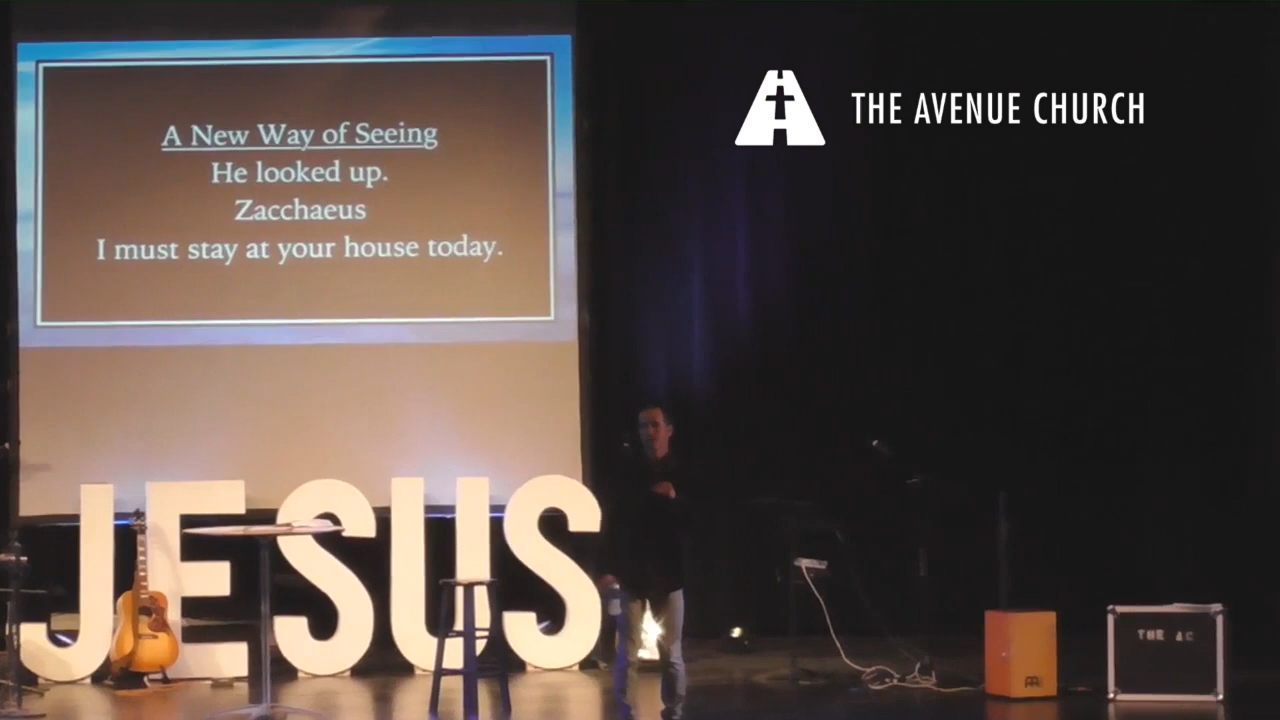 A New Way of Seeing
He looked up.
Zacchaeus
I must stay at your house today.
THE AVENUE CHURCH
JESUS
THE AC